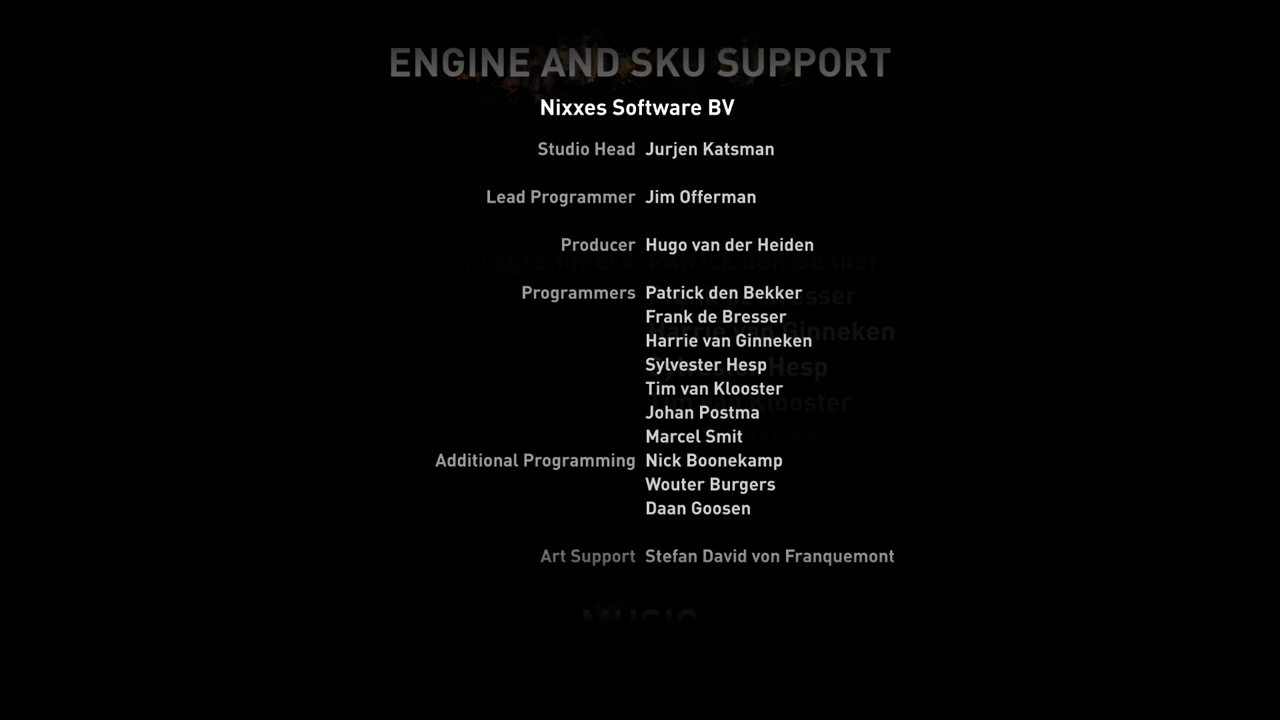 ENGINE AND SKU SUPPORT
Nixxes Software BV
Studio Head Jurjen Katsman
Lead Programmer Jim Offerman
Producer Hugo van der Heiden
Programmers Patrick den Bekker
Frank de Bresser
Harrie van Ginneken
Sylvester Hesp
Tim van Klooster
Johan Postma
Marcel Smit
Additional Programming Nick Boonekamp
Wouter Burgers
Daan Goosen
Art Support Stefan David von Franquemont
MUSIC